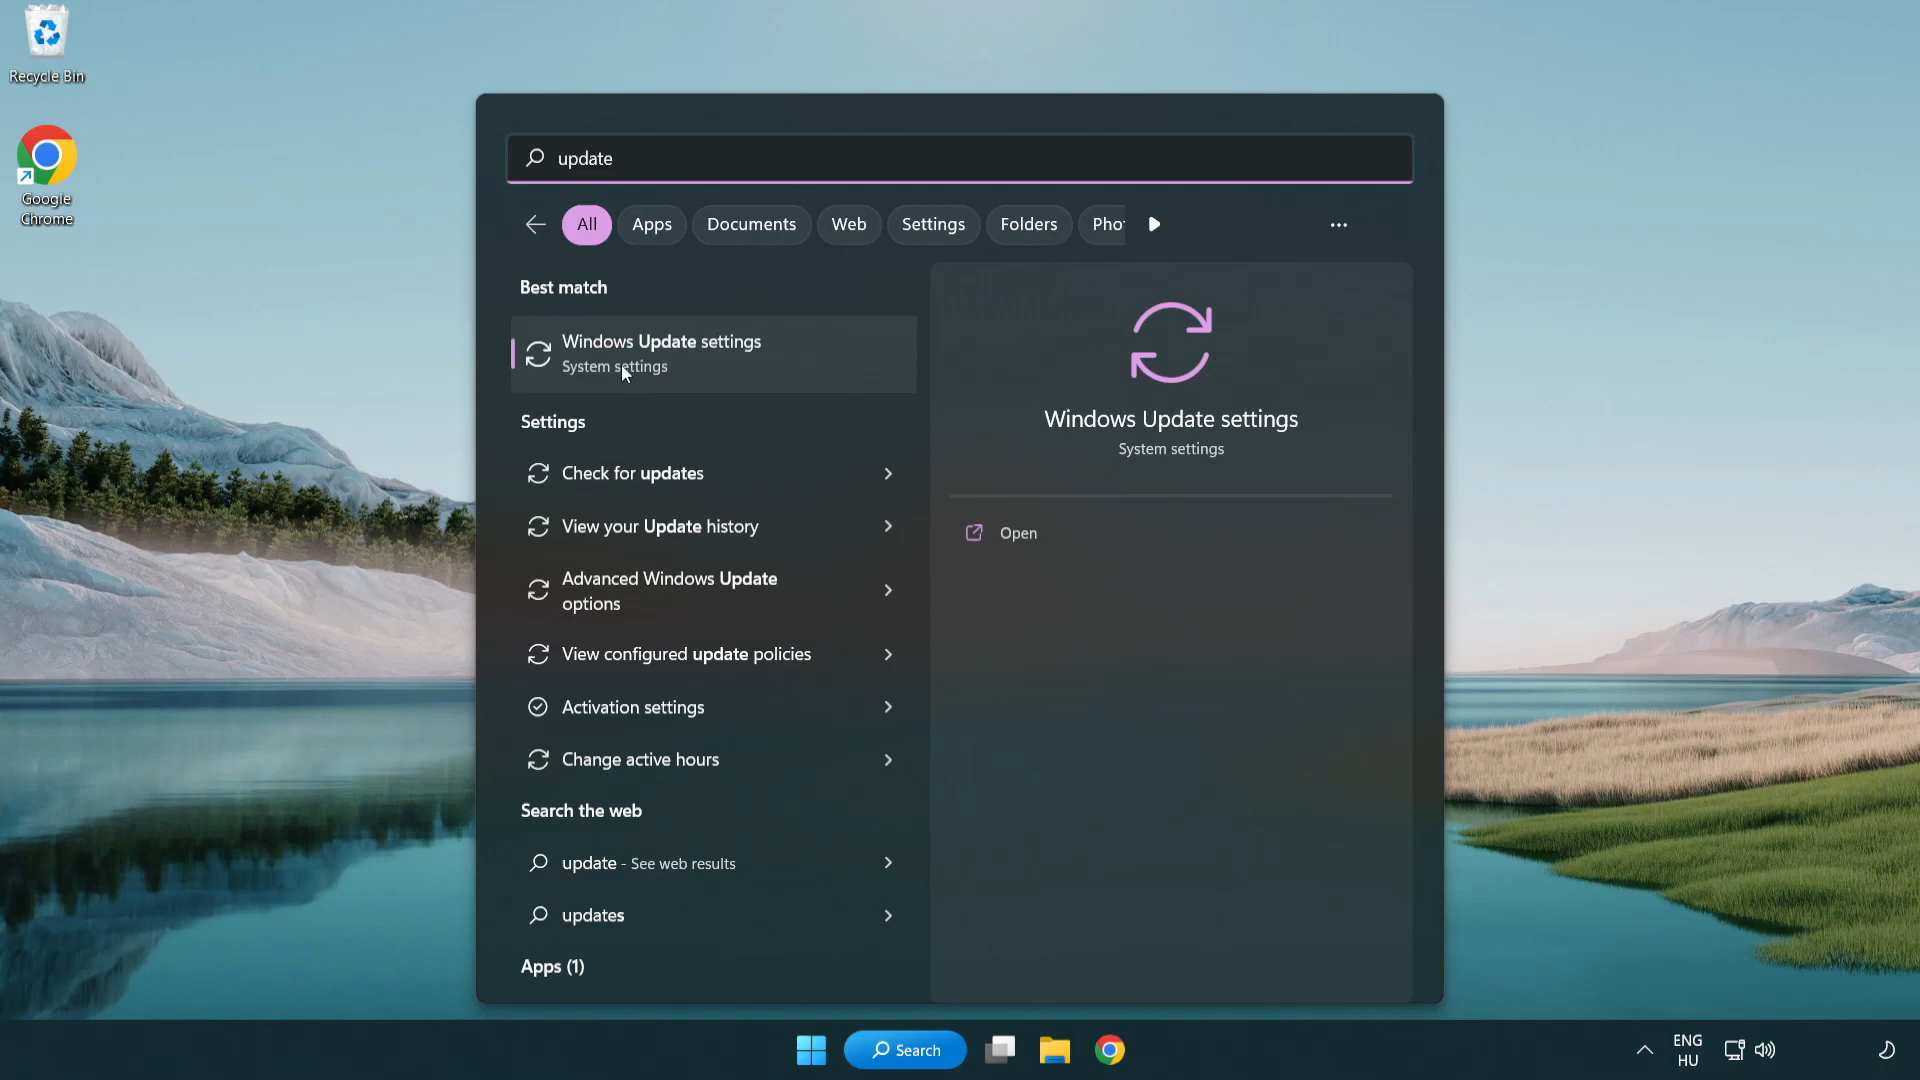 Recycle Bin
Google
Chrome
update
All
Apps
Documents
Web
Settings
Folders
Pho
Best match
Windows Update settings
System settings
Settings
Check for updates
View your Update history
Advanced Windows Update
options
View configured update policies
Activation settings
Change active hours
Search the web
update - See web results
updates
Apps (1)
Windows Update settings
System settings
Open
Search
ENG
HU